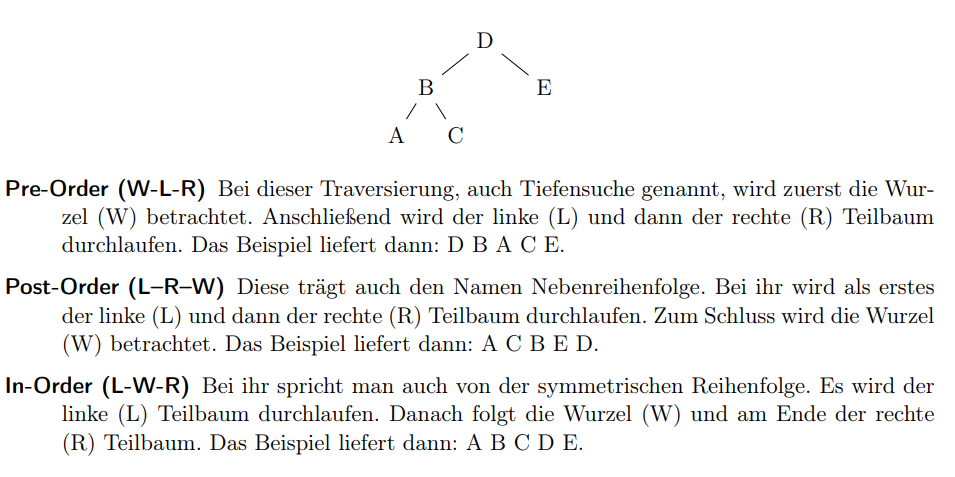 D
B E
A C
Pre-Order (W-L-R) Bei dieser Traversierung, auch Tiefensuche genannt, wird zuerst die Wur-
zel (W) betrachtet. Anschließend wird der linke (L) und dann der rechte (R) Teilbaum
durchlaufen. Das Beispiel liefert dann: D B A C E.
Post-Order (L–R–W) Diese trägt auch den Namen Nebenreihenfolge. Bei ihr wird als erstes
der linke (L) und dann der rechte (R) Teilbaum durchlaufen. Zum Schluss wird die Wurzel
(W) betrachtet. Das Beispiel liefert dann: A C B E D.
In-Order (L-W-R) Bei ihr spricht man auch von der symmetrischen Reihenfolge. Es wird der
linke (L) Teilbaum durchlaufen. Danach folgt die Wurzel (W) und am Ende der rechte
(R) Teilbaum. Das Beispiel liefert dann: A B C D E.